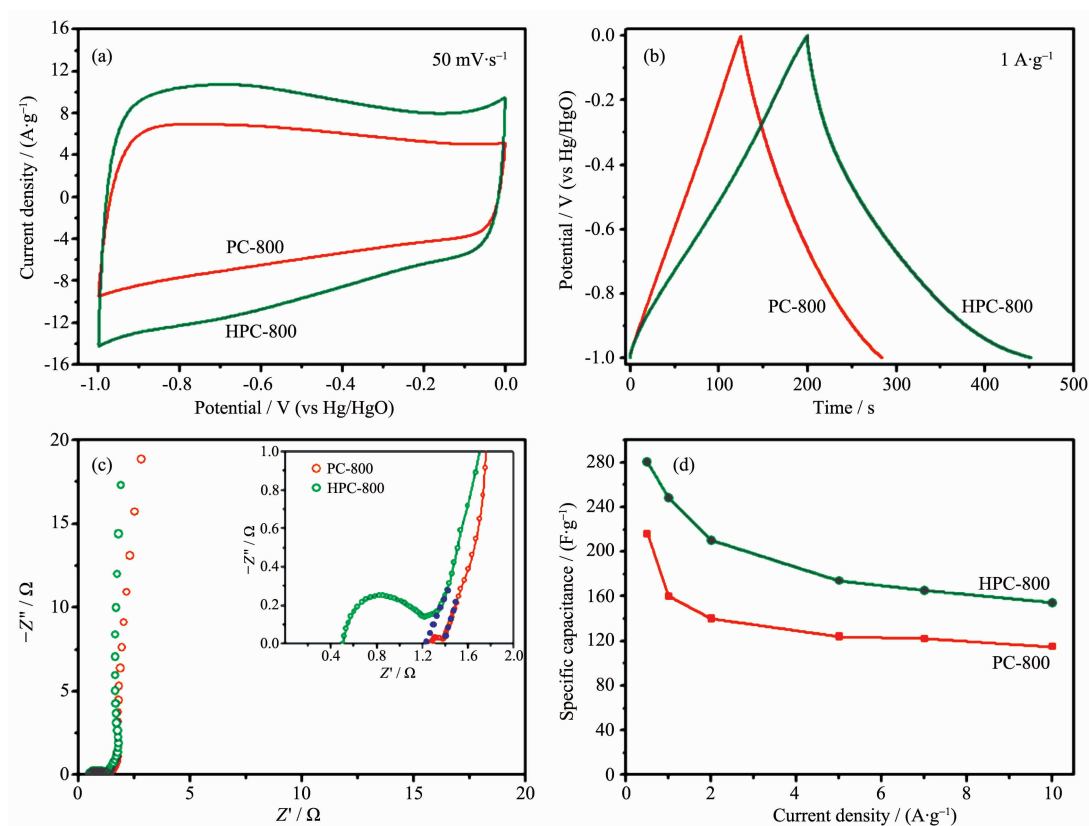 (a)
50 mV·s⁻¹
16
12
8
4
0
-4
-8
-12
-16
Current density / (A·g⁻¹)
PC-800
HPC-800
-1.0
-0.8
-0.6
-0.4
-0.2
0.0
Potential / V (vs Hg/HgO)
(b)
1 A·g⁻¹
0.0
-0.2
-0.4
-0.6
-0.8
-1.0
Potential / V (vs Hg/HgO)
PC-800
HPC-800
0
100
200
300
400
500
Time / s
(c)
20
15
10
5
0
−Z'' / Ω
0
5
10
15
20
Z' / Ω
PC-800
HPC-800
1.0
0.8
0.6
0.4
0.2
0.0
−Z'' / Ω
0.4
0.8
1.2
1.6
2.0
Z' / Ω
(d)
280
240
200
160
120
80
40
0
Specific capacitance / (F·g⁻¹)
HPC-800
PC-800
0
2
4
6
8
10
Current density / (A·g⁻¹)